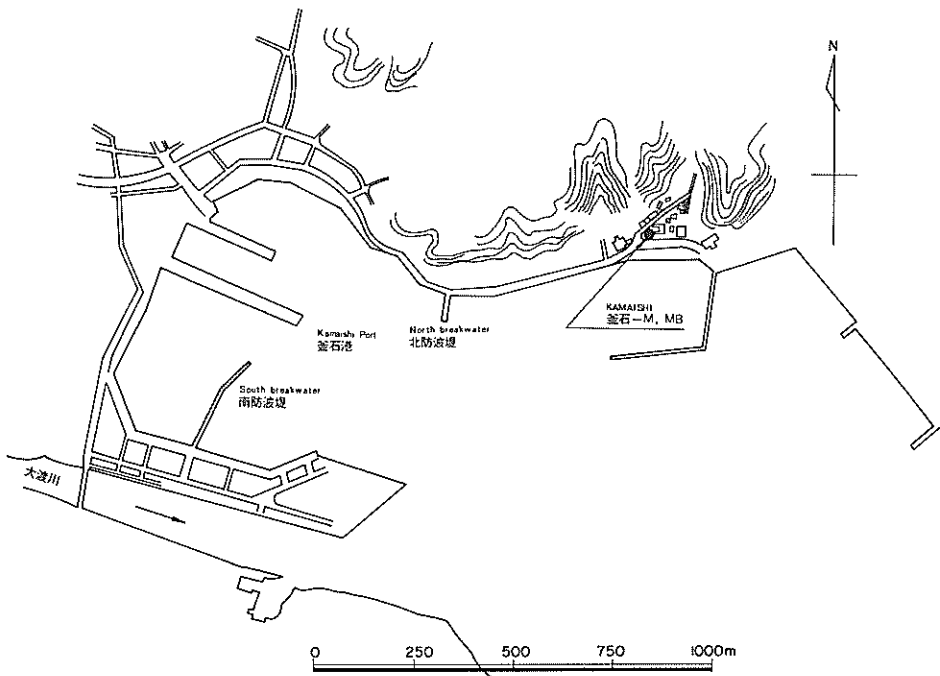 N
KAMAISHI
釜石－M, MB
Kamaishi Port
釜石港
North breakwater
北防波堤
South breakwater
南防波堤
大渡川
0 250 500 750 1000m